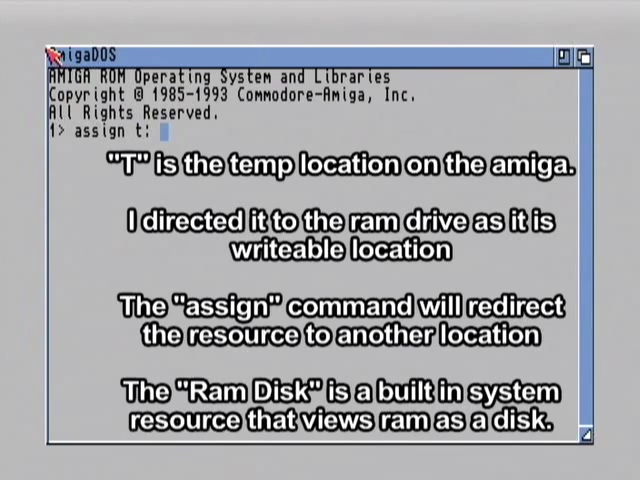 AmigaDOS
AMIGA ROM Operating System and Libraries
Copyright © 1985-1993 Commodore-Amiga, Inc.
All Rights Reserved.
1> assign t:
"T" is the temp location on the amiga.
I directed it to the ram drive as it is
writeable location
The "assign" command will redirect
the resource to another location
The "Ram Disk" is a built in system
resource that views ram as a disk.